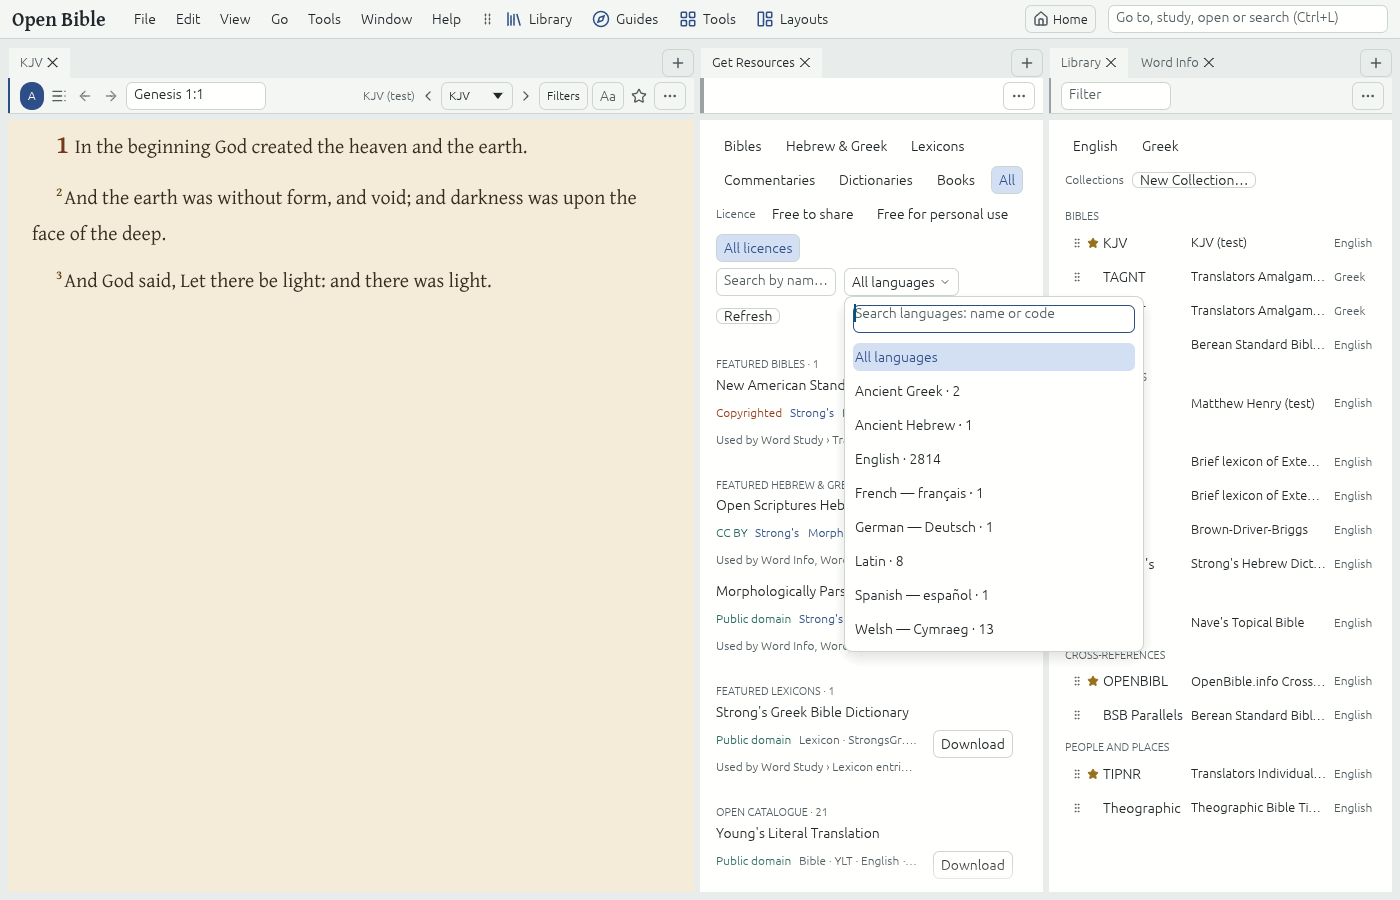 Open Bible File Edit View Go Tools Window Help Library Guides Tools Layouts Home Go to, study, open or search (Ctrl+L)
KJV
A Genesis 1:1 KJV (test) KJV Filters Aa
1 In the beginning God created the heaven and the earth.
2 And the earth was without form, and void; and darkness was upon the
face of the deep.
3 And God said, Let there be light: and there was light.
Get Resources
Bibles Hebrew & Greek Lexicons
Commentaries Dictionaries Books All
Licence Free to share Free for personal use
All licences
Search by nam… All languages
Refresh
Search languages: name or code
All languages
Ancient Greek · 2
Ancient Hebrew · 1
English · 2814
French — français · 1
German — Deutsch · 1
Latin · 8
Spanish — español · 1
Welsh — Cymraeg · 13
FEATURED BIBLES · 1
New American Stand
Copyrighted Strong's
Used by Word Study › Tr
FEATURED HEBREW & GRE
Open Scriptures Heb
CC BY Strong's Morph
Used by Word Info, Wor
Morphologically Pars
Public domain Strong's
Used by Word Info, Wor
FEATURED LEXICONS · 1
Strong's Greek Bible Dictionary
Public domain Lexicon · StrongsGr.… Download
Used by Word Study › Lexicon entri…
OPEN CATALOGUE · 21
Young's Literal Translation
Public domain Bible · YLT · English ·… Download
Library Word Info
Filter
English Greek
Collections New Collection…
BIBLES
KJV KJV (test) English
TAGNT Translators Amalgam… Greek
Translators Amalgam… Greek
Berean Standard Bibl… English
S
Matthew Henry (test) English
Brief lexicon of Exte… English
Brief lexicon of Exte… English
Brown-Driver-Briggs English
's Strong's Hebrew Dict… English
Nave's Topical Bible English
CROSS-REFERENCES
OPENBIBL OpenBible.info Cross… English
BSB Parallels Berean Standard Bibl… English
PEOPLE AND PLACES
TIPNR Translators Individual… English
Theographic Theographic Bible Ti… English